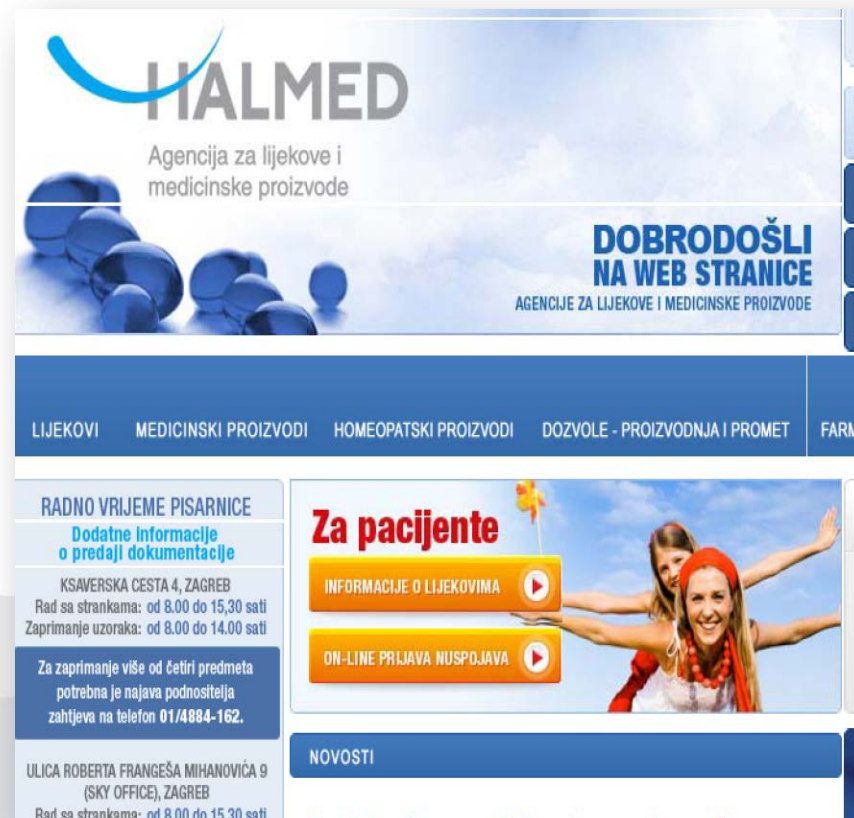 HALMED
Agencija za lijekove i
medicinske proizvode
DOBRODOŠLI
NA WEB STRANICE
AGENCIJE ZA LIJEKOVE I MEDICINSKE PROIZVODE
LIJEKOVI MEDICINSKI PROIZVODI HOMEOPATSKI PROIZVODI DOZVOLE - PROIZVODNJA I PROMET FARM
RADNO VRIJEME PISARNICE
Dodatne informacije
o predaji dokumentacije
KSAVERSKA CESTA 4, ZAGREB
Rad sa strankama: od 8.00 do 15,30 sati
Zaprimanje uzoraka: od 8.00 do 14.00 sati
Za zaprimanje više od četiri predmeta
potrebna je najava podnositelja
zahtjeva na telefon 01/4884-162.
ULICA ROBERTA FRANGEŠA MIHANOVIĆA 9
(SKY OFFICE), ZAGREB
Rad sa strankama: od 8.00 do 15,30 sati
Za pacijente
INFORMACIJE O LIJEKOVIMA
ON-LINE PRIJAVA NUSPOJAVA
NOVOSTI